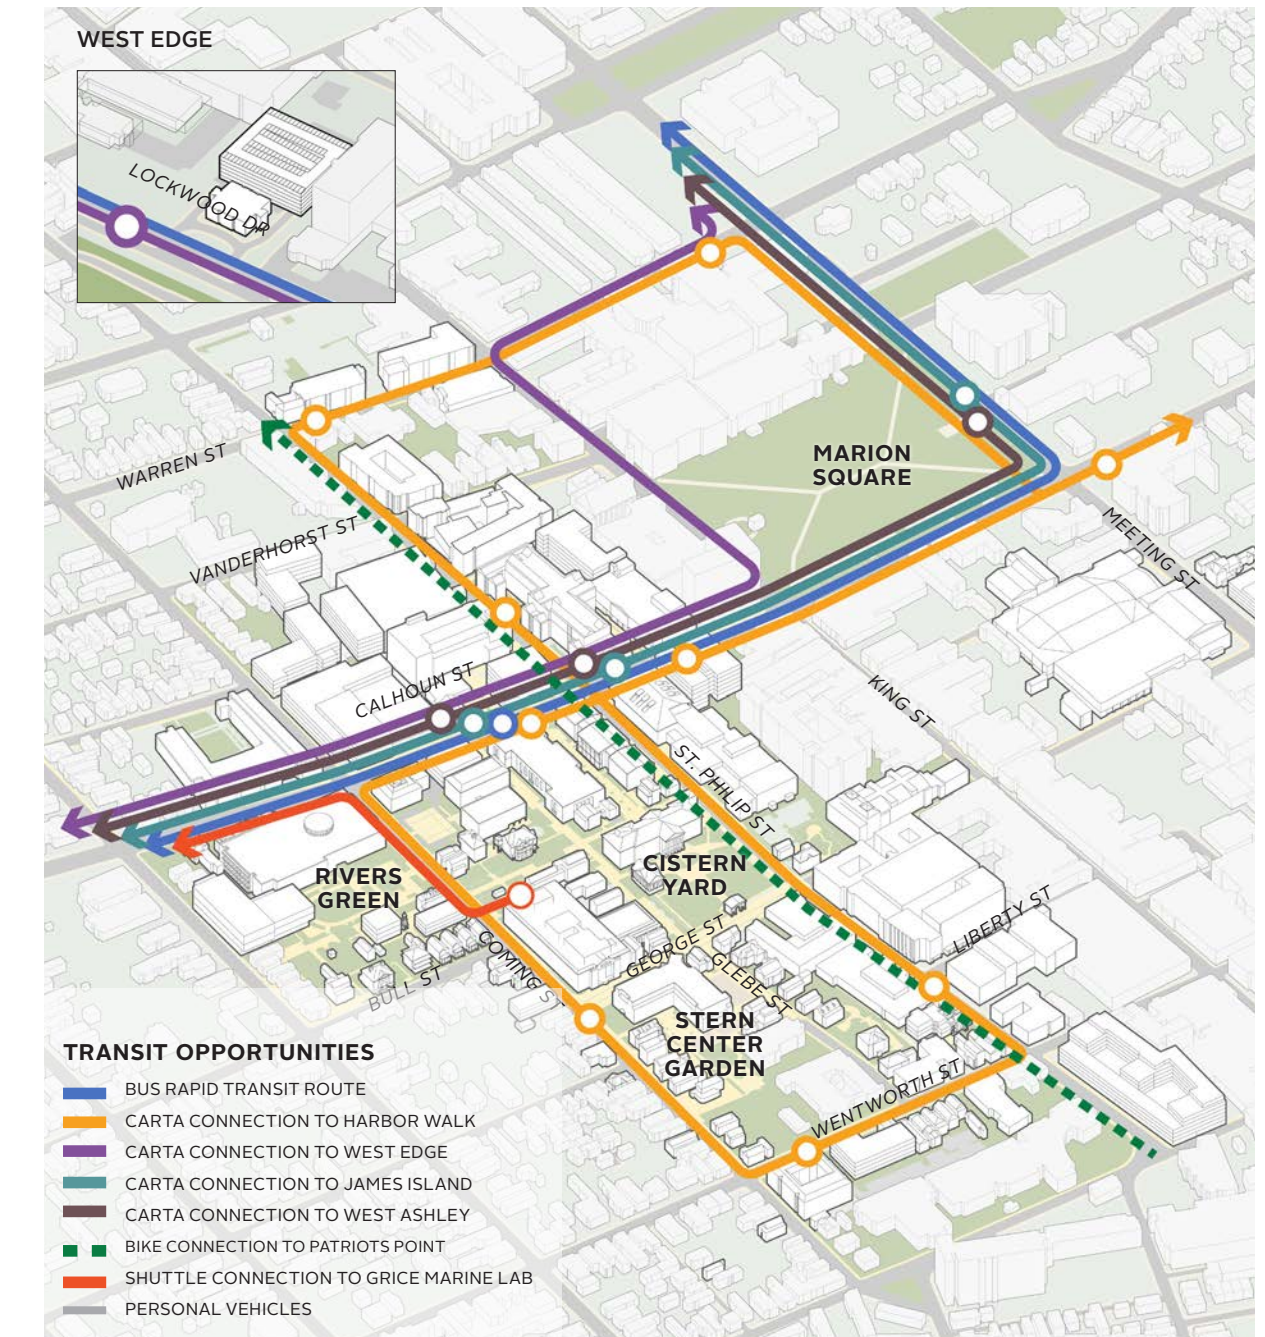 WEST EDGE
LOCKWOOD DR
MARION
SQUARE
WARREN ST
VANDERHORST ST
MEETING ST
CALHOUN ST
KING ST
ST. PHILIP ST
CISTERN
YARD
RIVERS
GREEN
LIBERTY ST
GEORGE ST
GLEBE ST
COMING ST
BULL ST
STERN
CENTER
GARDEN
WENTWORTH ST
TRANSIT OPPORTUNITIES
BUS RAPID TRANSIT ROUTE
CARTA CONNECTION TO HARBOR WALK
CARTA CONNECTION TO WEST EDGE
CARTA CONNECTION TO JAMES ISLAND
CARTA CONNECTION TO WEST ASHLEY
BIKE CONNECTION TO PATRIOTS POINT
SHUTTLE CONNECTION TO GRICE MARINE LAB
PERSONAL VEHICLES